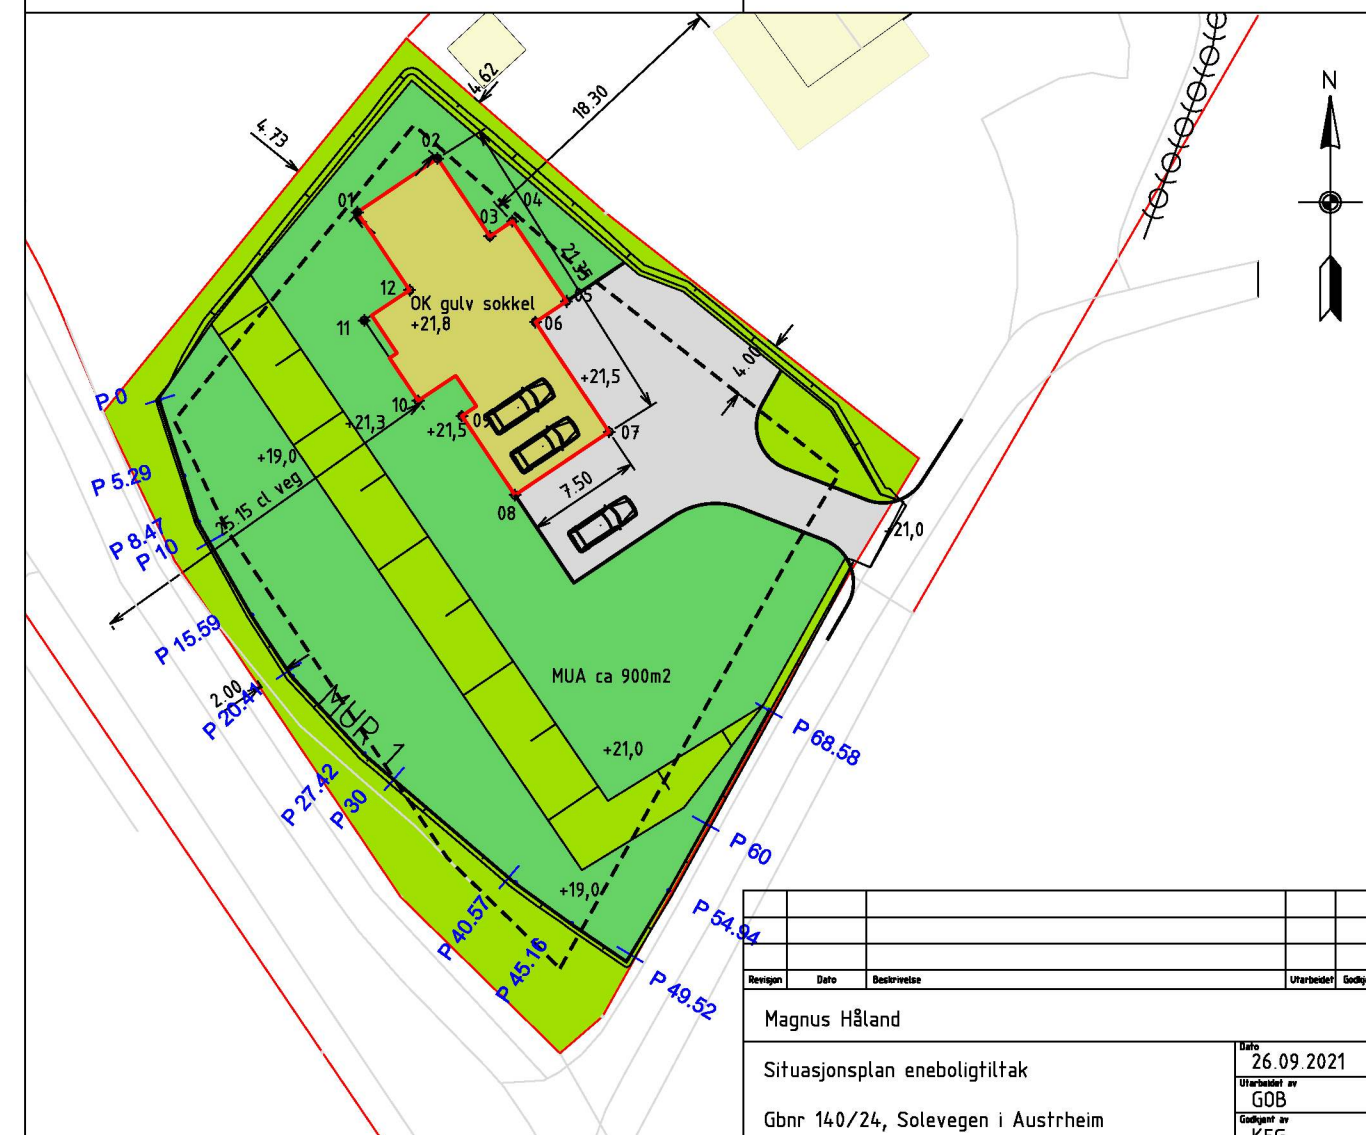 4.62
18.30
N
4.73
02
01
04
03
21.35
12
OK gulv sokkel
+21,8
05
11
06
4.00
+21,5
P 0
10
09
+21,3
+21,5
07
+19,0
P 5.29
7.50
25.15 cl veg
08
P 8.47
P 10
+21,0
P 15.59
MUA ca 900m2
2.00
P 20.41
MUR 1
P 68.58
+21,0
P 27.42
P 30
P 60
+19,0
P 40.57
P 54.94
P 45.16
P 49.52
Revisjon Dato Beskrivelse Utarbeidet
Magnus Håland
Dato
26.09.2021
Situasjonsplan eneboligtiltak
Utarbeidet av
GOB
Gbnr 140/24, Solevegen i Austrheim
Godkjent av